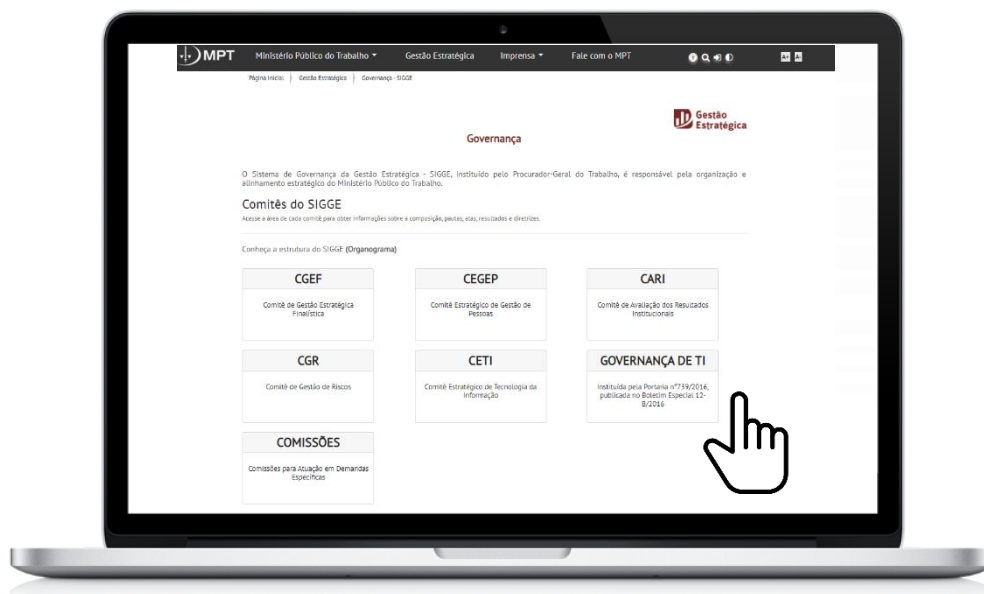 MPT Ministério Público do Trabalho Gestão Estratégica Imprensa Fale com o MPT A+ A-
Página Inicial | Gestão Estratégica | Governança - SIGGE
Gestão
Estratégica
Governança
O Sistema de Governança da Gestão Estratégica - SIGGE, instituído pelo Procurador-Geral do Trabalho, é responsável pela organização e
alinhamento estratégico do Ministério Público do Trabalho.
Comitês do SIGGE
Acesse a área de cada comitê para obter informações sobre a composição, pautas, atas, resultados e diretrizes.
Conheça a estrutura do SIGGE (Organograma)
CGEF
Comitê de Gestão Estratégica
Finalística
CEGEP
Comitê Estratégico de Gestão de
Pessoas
CARI
Comitê de Avaliação dos Resultados
Institucionais
CGR
Comitê de Gestão de Riscos
CETI
Comitê Estratégico de Tecnologia da
Informação
GOVERNANÇA DE TI
Instituída pela Portaria n°739/2016,
publicada no Boletim Especial 12-
B/2016
COMISSÕES
Comissões para Atuação em Demandas
Específicas